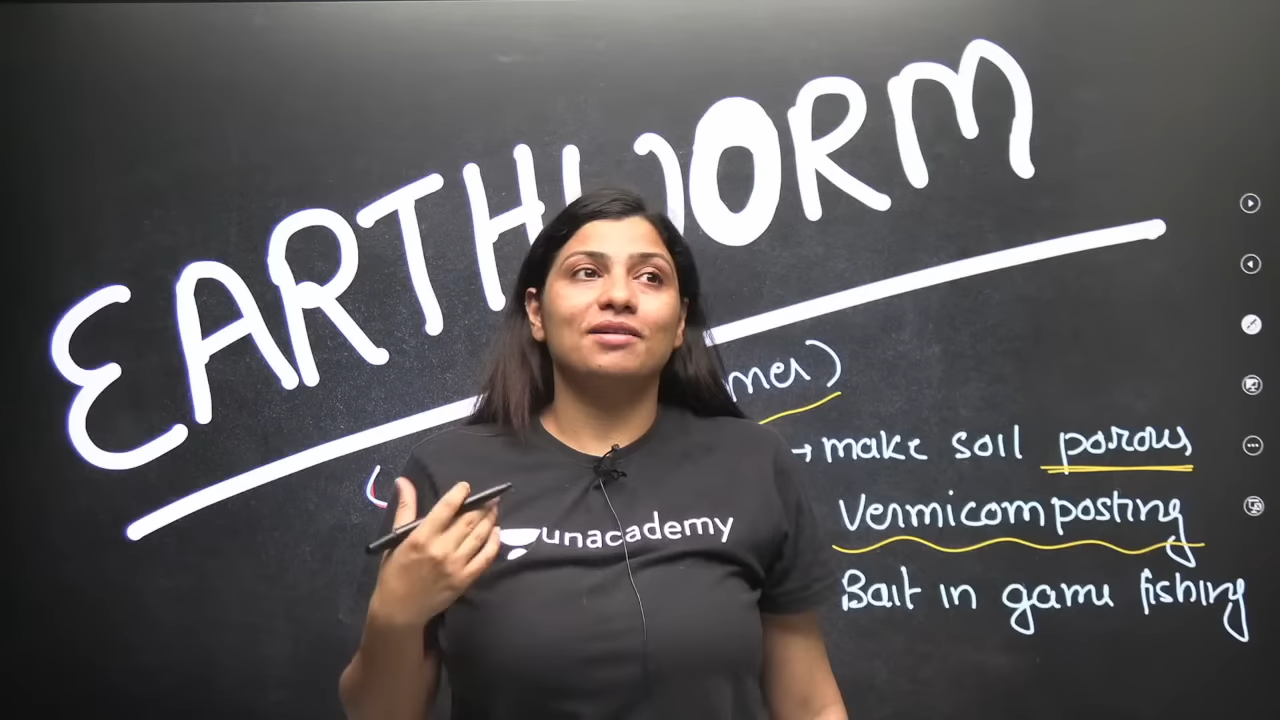 EARTHWORM
mer)
→ make soil porous
Vermicomposting
Bait in game fishing
unacademy